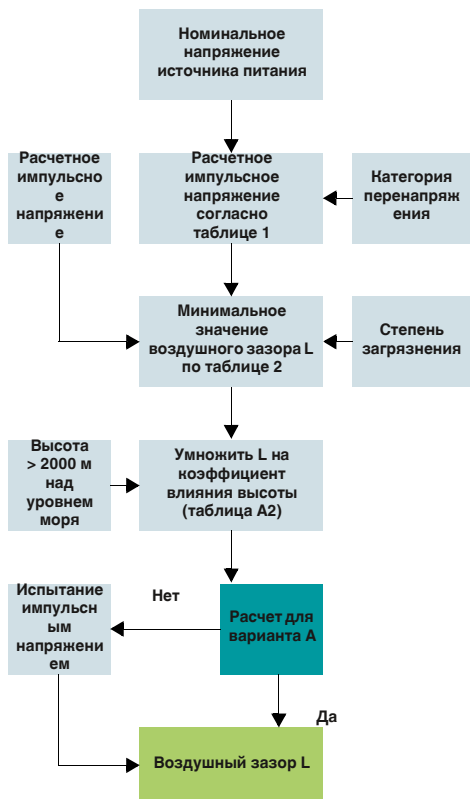 Номинальное
напряжение
источника питания
Расчетное
импульсно
е
напряжени
е
Расчетное
импульсное
напряжение
согласно
таблице 1
Категория
перенапряж
ения
Минимальное
значение
воздушного зазора L
по таблице 2
Степень
загрязнения
Высота
> 2000 м
над
уровнем
моря
Умножить L на
коэффициент
влияния высоты
(таблица A2)
Испытание
импульсн
ым
напряжени
ем
Нет
Расчет для
варианта A
Да
Воздушный зазор L